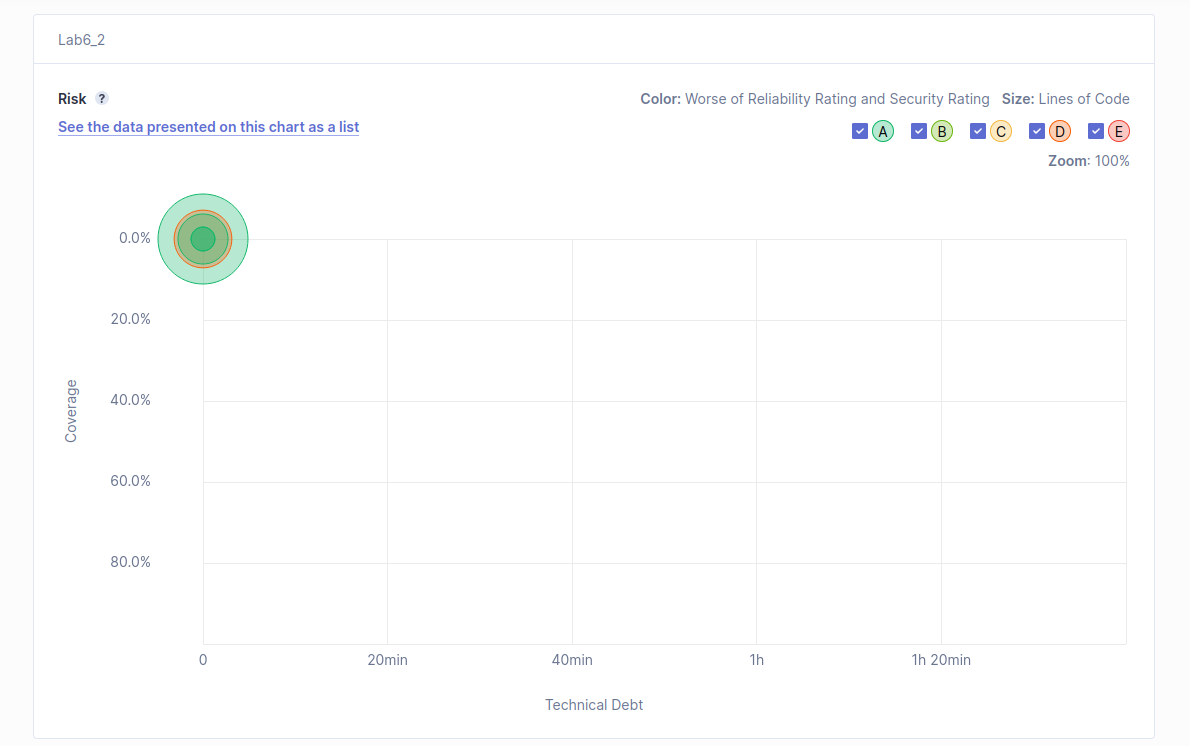 Lab6_2
Risk ?
Color: Worse of Reliability Rating and Security Rating Size: Lines of Code
See the data presented on this chart as a list
A B C D E
Zoom: 100%
0.0%
20.0%
40.0%
60.0%
80.0%
Coverage
0 20min 40min 1h 1h 20min
Technical Debt